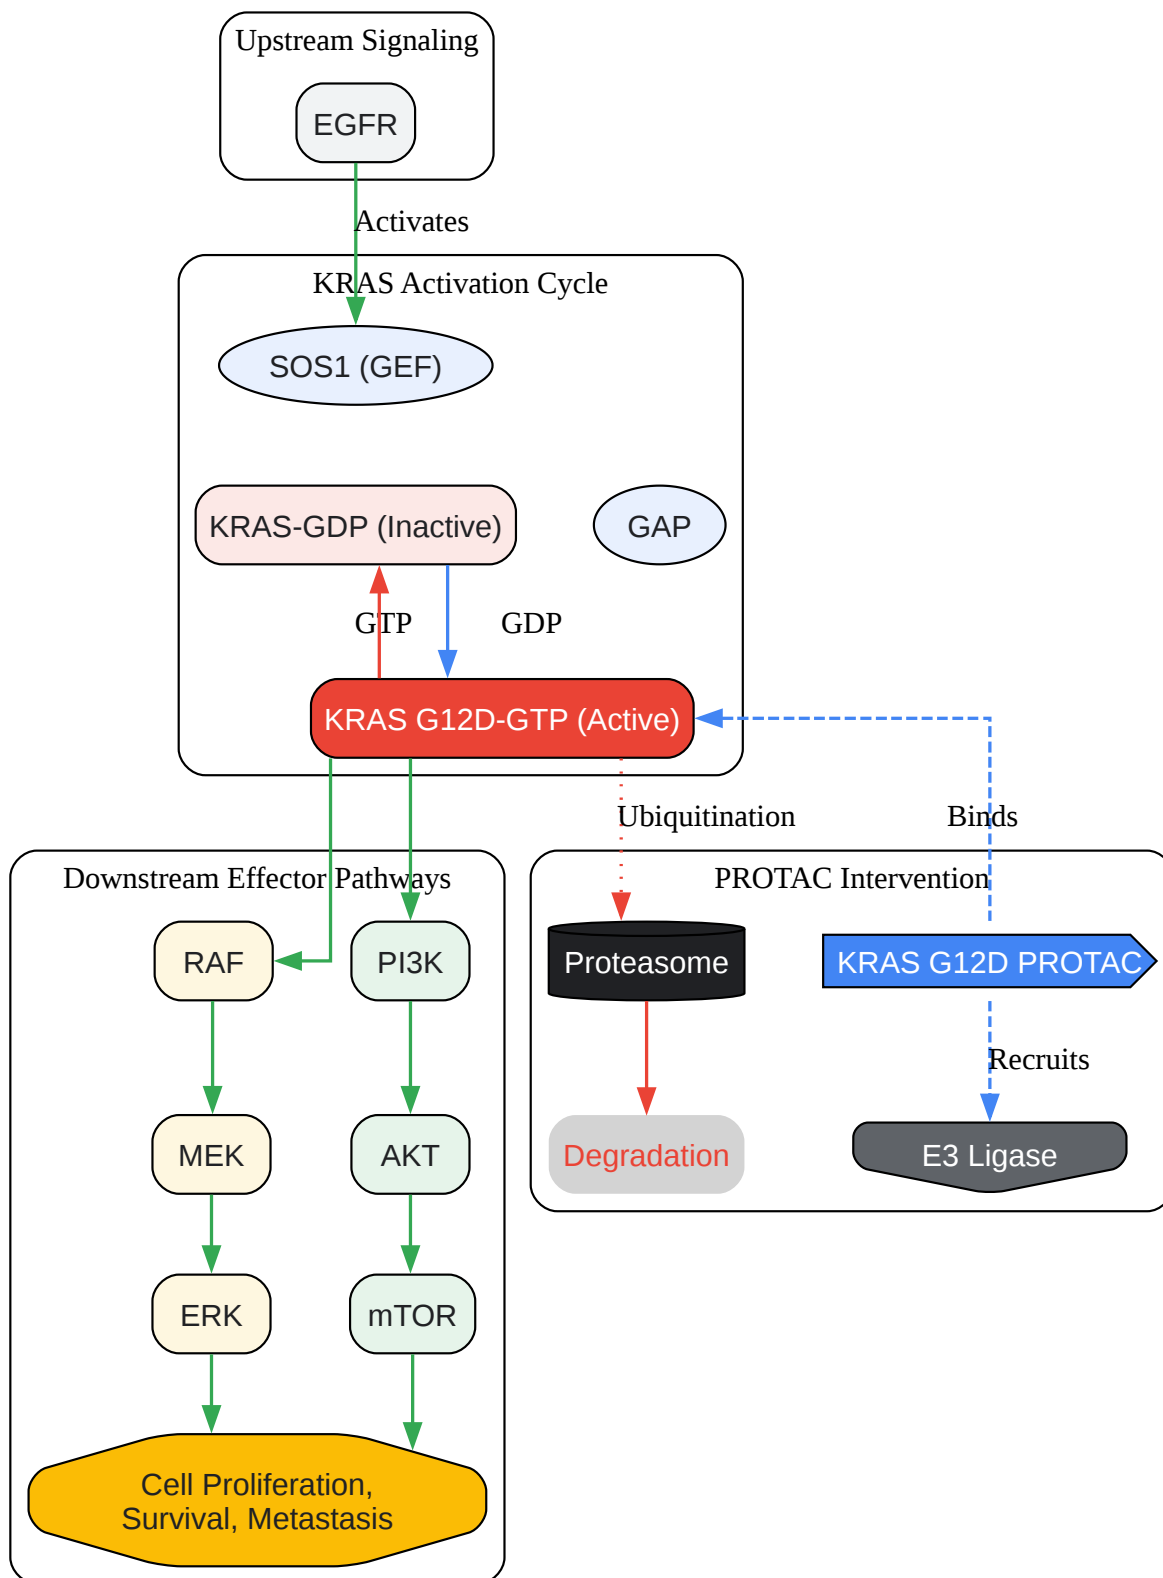 Upstream Signaling
EGFR
Activates
KRAS Activation Cycle
SOS1 (GEF)
KRAS-GDP (Inactive)
GAP
GTP
GDP
KRAS G12D-GTP (Active)
Ubiquitination
Binds
Downstream Effector Pathways
PROTAC Intervention
RAF
PI3K
Proteasome
KRAS G12D PROTAC
Recruits
MEK
AKT
Degradation
E3 Ligase
ERK
mTOR
Cell Proliferation,
Survival, Metastasis